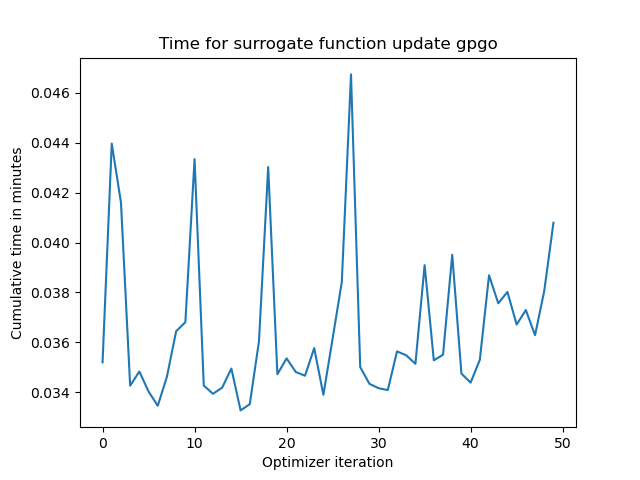 Time for surrogate function update gpgo
Cumulative time in minutes
0.046
0.044
0.042
0.040
0.038
0.036
0.034
0 10 20 30 40 50
Optimizer iteration